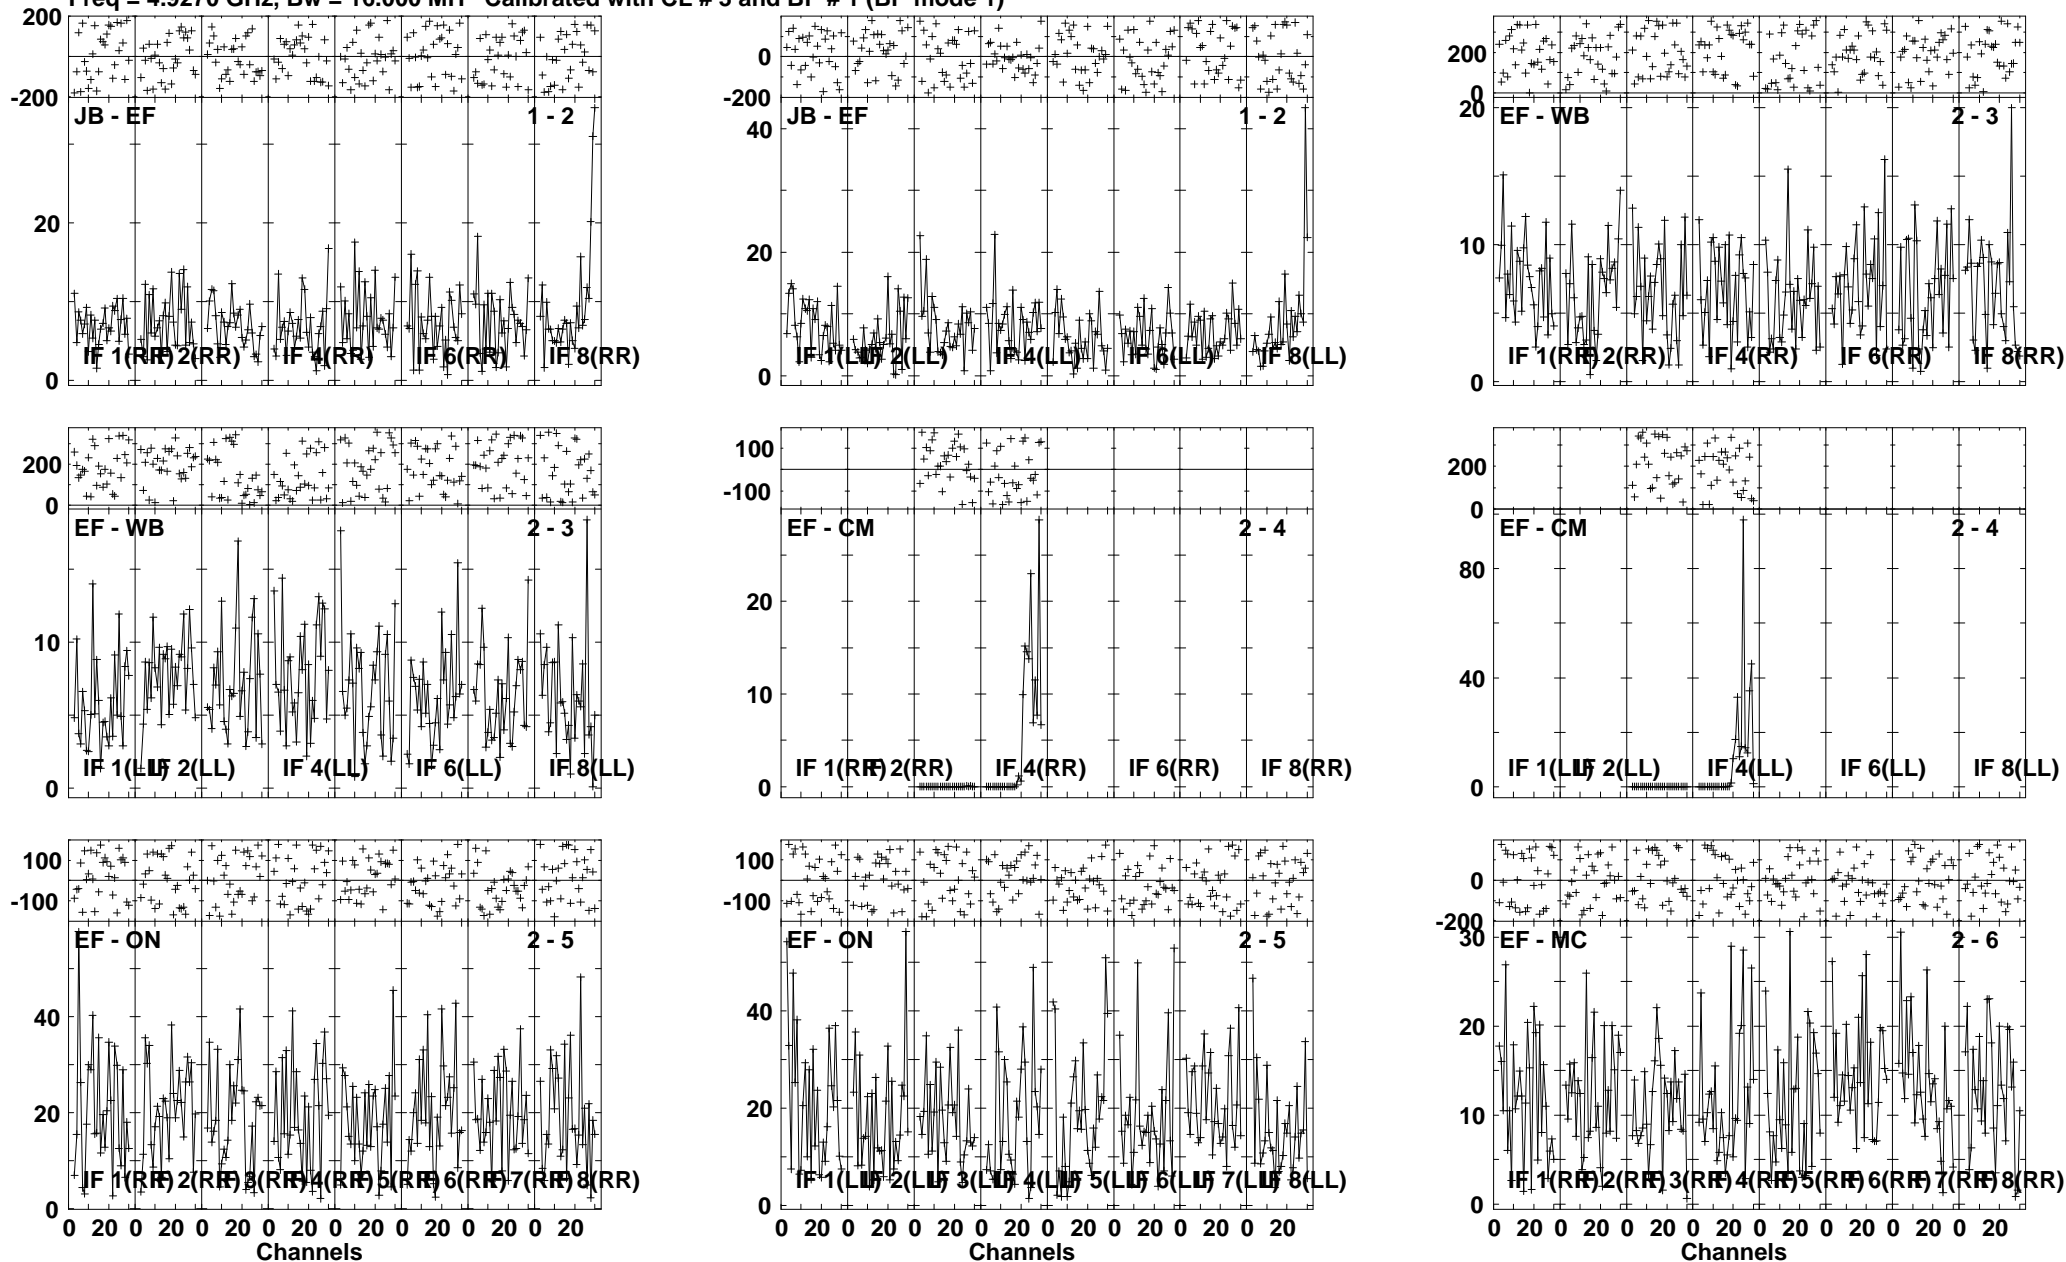 Freq = 4.9270 GHz, Bw = 16.000 MH Calibrated with CL # 3 and BP # 1 (BP mode 1)
200
-200
JB - EF 1 - 2
20
0
IF 1(RR) IF 2(RR) IF 4(RR) IF 6(RR) IF 8(RR)
0
-200
JB - EF 1 - 2
40
20
0
IF 1(LL) IF 2(LL) IF 4(LL) IF 6(LL) IF 8(LL)
200
0
EF - WB 2 - 3
20
10
0
IF 1(RR) IF 2(RR) IF 4(RR) IF 6(RR) IF 8(RR)
200
0
EF - WB 2 - 3
10
0
IF 1(LL) IF 2(LL) IF 4(LL) IF 6(LL) IF 8(LL)
100
-100
EF - CM 2 - 4
20
10
0
IF 1(RR) IF 2(RR) IF 4(RR) IF 6(RR) IF 8(RR)
200
0
EF - CM 2 - 4
80
40
0
IF 1(LL) IF 2(LL) IF 4(LL) IF 6(LL) IF 8(LL)
100
-100
EF - ON 2 - 5
40
20
0
IF 1(RR) IF 2(RR) IF 3(RR) IF 4(RR) IF 5(RR) IF 6(RR) IF 7(RR) IF 8(RR)
0 20 0 20 0 20 0 20 0 20 0 20 0 20 0 20
Channels
100
-100
EF - ON 2 - 5
40
20
0
IF 1(LL) IF 2(LL) IF 3(LL) IF 4(LL) IF 5(LL) IF 6(LL) IF 7(LL) IF 8(LL)
0 20 0 20 0 20 0 20 0 20 0 20 0 20 0 20
Channels
0
-200
EF - MC 2 - 6
30
20
10
0
IF 1(RR) IF 2(RR) IF 3(RR) IF 4(RR) IF 5(RR) IF 6(RR) IF 7(RR) IF 8(RR)
0 20 0 20 0 20 0 20 0 20 0 20 0 20 0 20
Channels